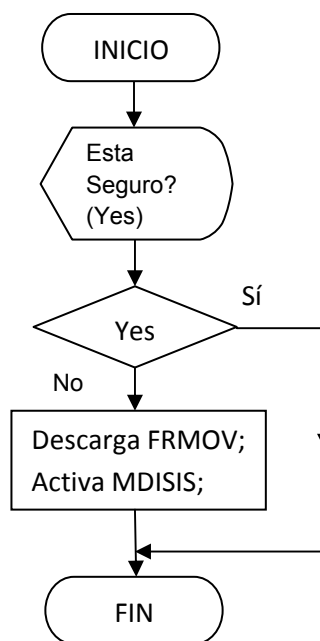 INICIO
Esta
Seguro?
(Yes)
Sí
Yes
No
Descarga FRMOV;
Activa MDISIS;
FIN